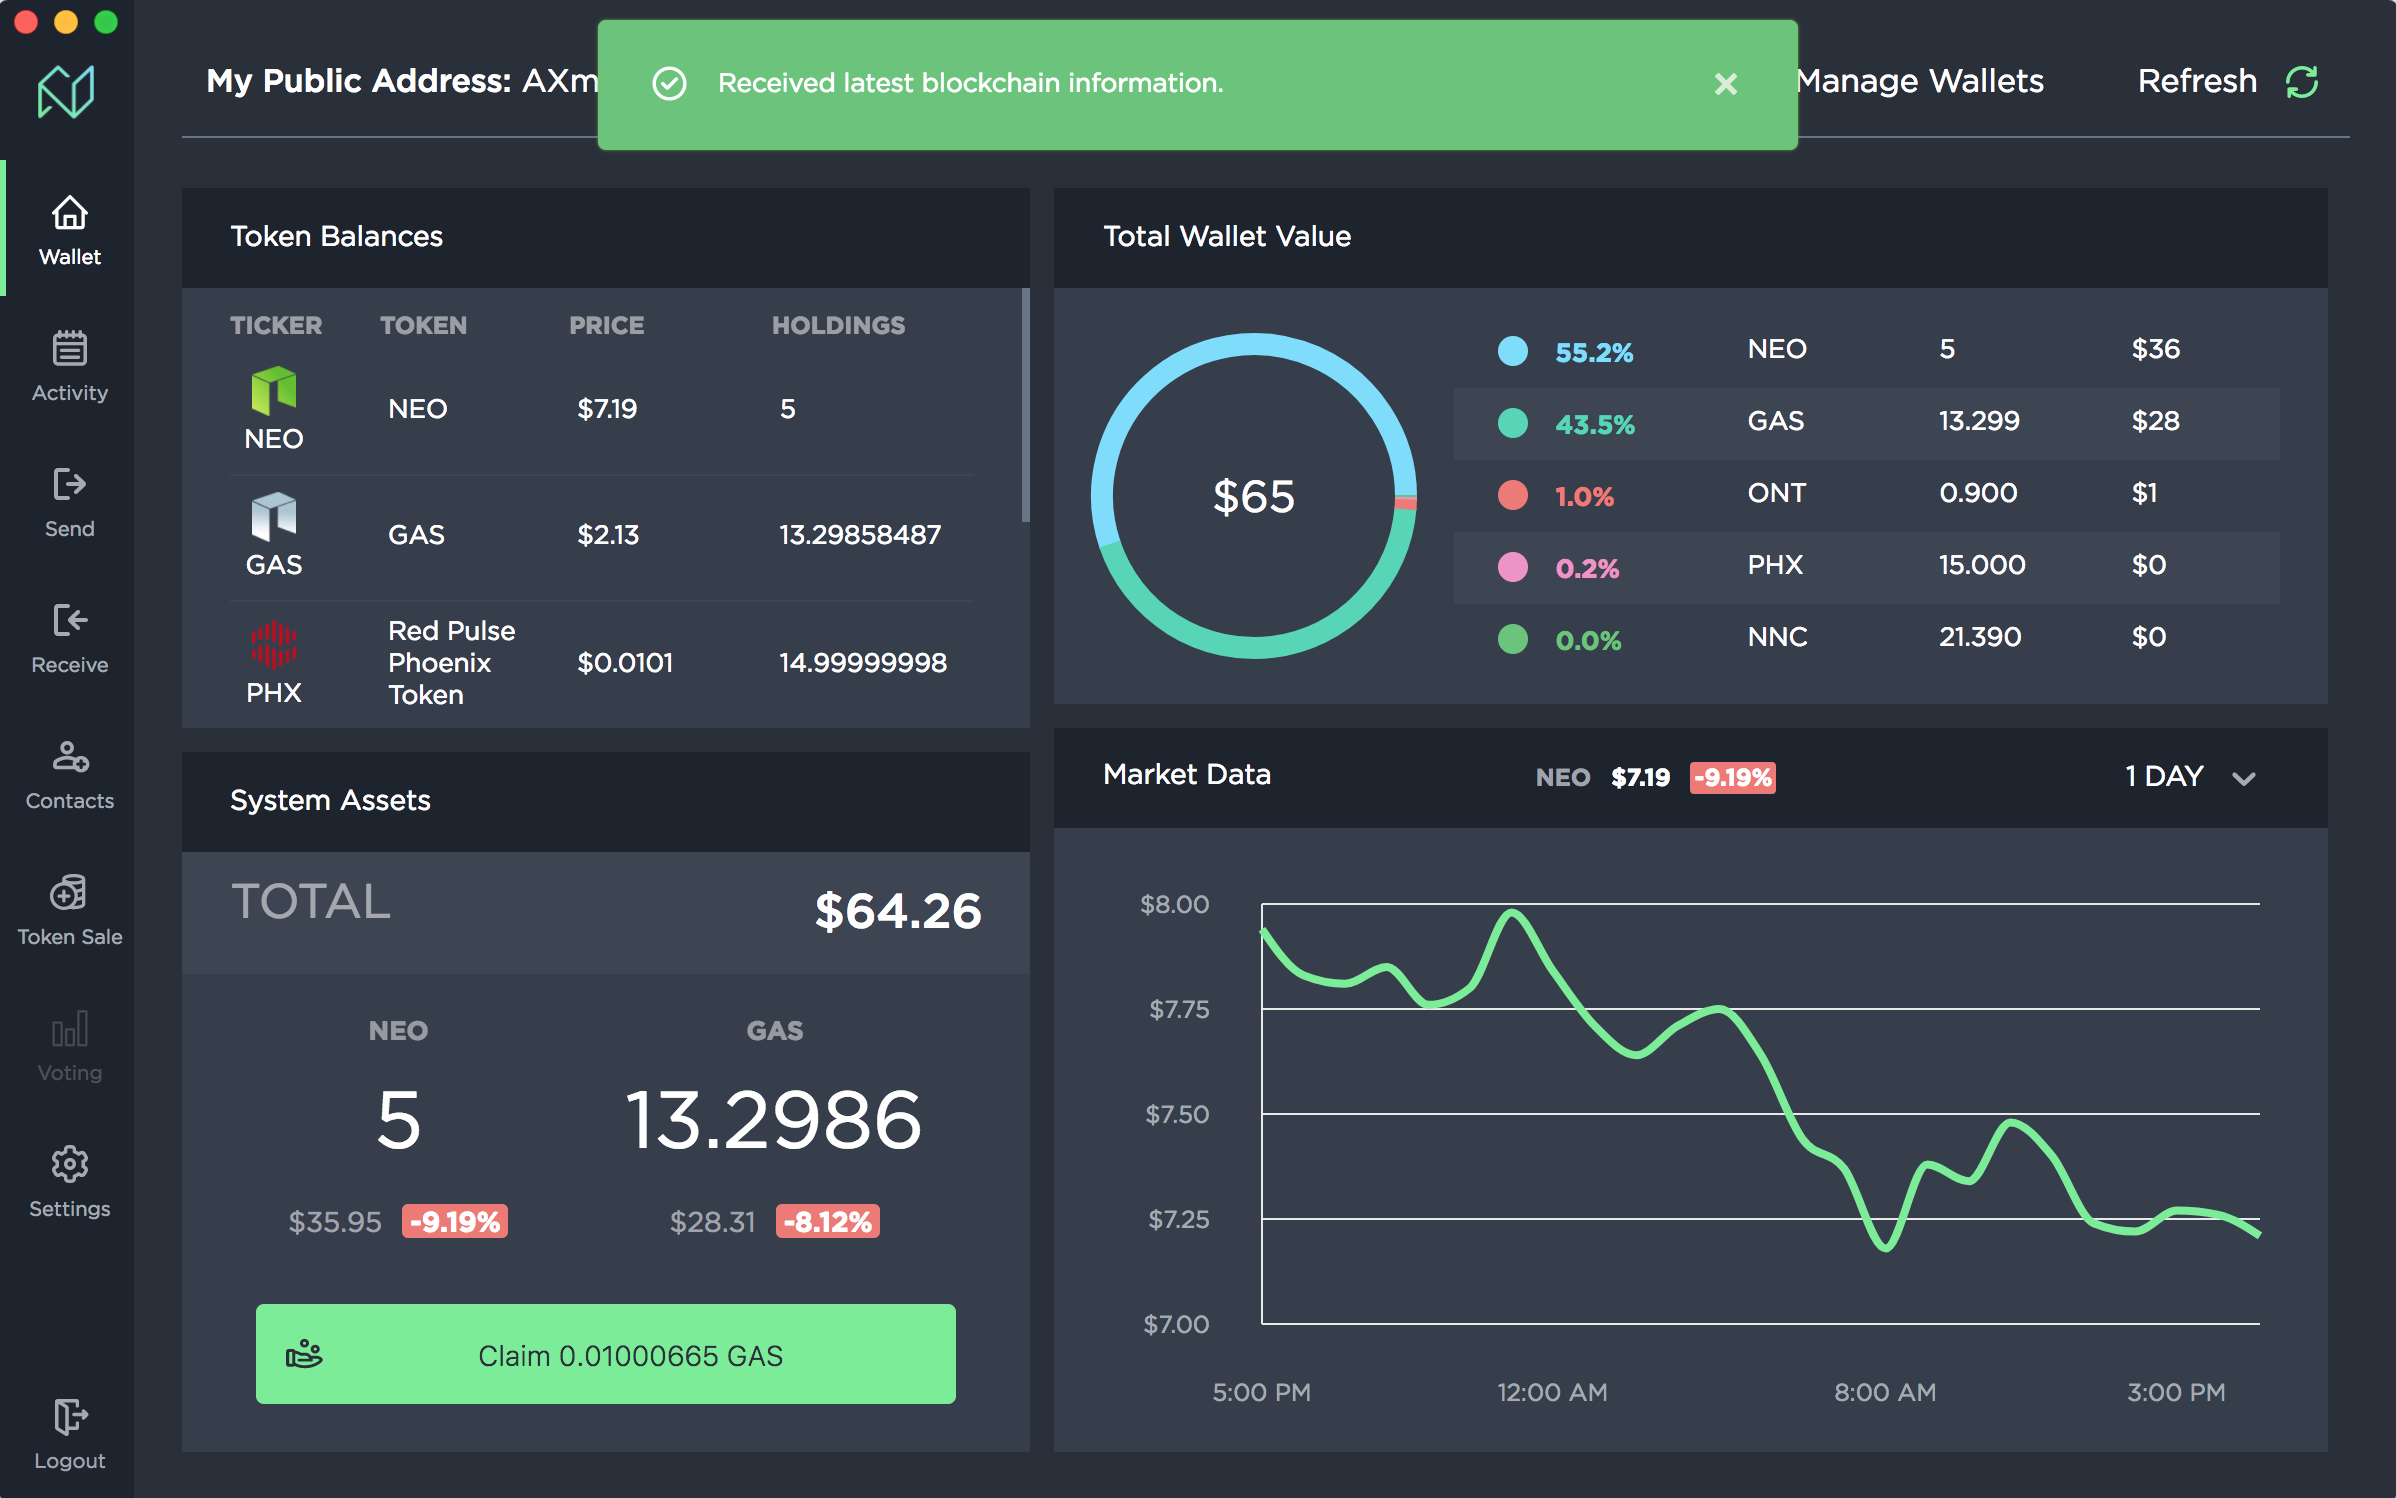 My Public Address: AXm
Received latest blockchain information.
Manage Wallets
Refresh
Wallet
Activity
Send
Receive
Contacts
Token Sale
Voting
Settings
Logout
Token Balances
TICKER TOKEN PRICE HOLDINGS
NEO NEO $7.19 5
GAS GAS $2.13 13.29858487
PHX Red Pulse Phoenix Token $0.0101 14.99999998
Total Wallet Value
$65
55.2% NEO 5 $36
43.5% GAS 13.299 $28
1.0% ONT 0.900 $1
0.2% PHX 15.000 $0
0.0% NNC 21.390 $0
System Assets
TOTAL $64.26
NEO GAS
5 13.2986
$35.95 -9.19% $28.31 -8.12%
Claim 0.01000665 GAS
Market Data NEO $7.19 -9.19% 1 DAY
$8.00
$7.75
$7.50
$7.25
$7.00
5:00 PM 12:00 AM 8:00 AM 3:00 PM